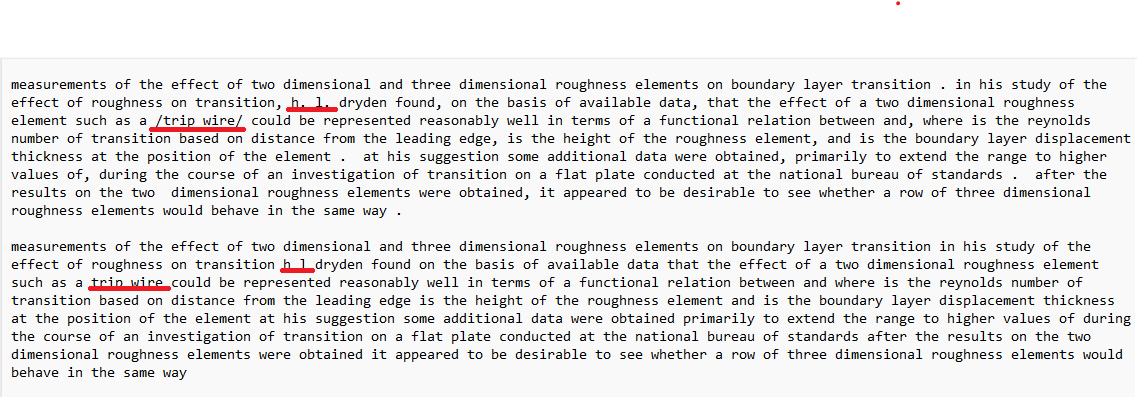 measurements of the effect of two dimensional and three dimensional roughness elements on boundary layer transition . in his study of the
effect of roughness on transition, h. l. dryden found, on the basis of available data, that the effect of a two dimensional roughness
element such as a /trip wire/ could be represented reasonably well in terms of a functional relation between and, where is the reynolds
number of transition based on distance from the leading edge, is the height of the roughness element, and is the boundary layer displacement
thickness at the position of the element .  at his suggestion some additional data were obtained, primarily to extend the range to higher
values of, during the course of an investigation of transition on a flat plate conducted at the national bureau of standards .  after the
results on the two  dimensional roughness elements were obtained, it appeared to be desirable to see whether a row of three dimensional
roughness elements would behave in the same way .

measurements of the effect of two dimensional and three dimensional roughness elements on boundary layer transition in his study of the
effect of roughness on transition h l dryden found on the basis of available data that the effect of a two dimensional roughness element
such as a trip wire could be represented reasonably well in terms of a functional relation between and where is the reynolds number of
transition based on distance from the leading edge is the height of the roughness element and is the boundary layer displacement thickness
at the position of the element at his suggestion some additional data were obtained primarily to extend the range to higher values of during
the course of an investigation of transition on a flat plate conducted at the national bureau of standards after the results on the two
dimensional roughness elements were obtained it appeared to be desirable to see whether a row of three dimensional roughness elements would
behave in the same way